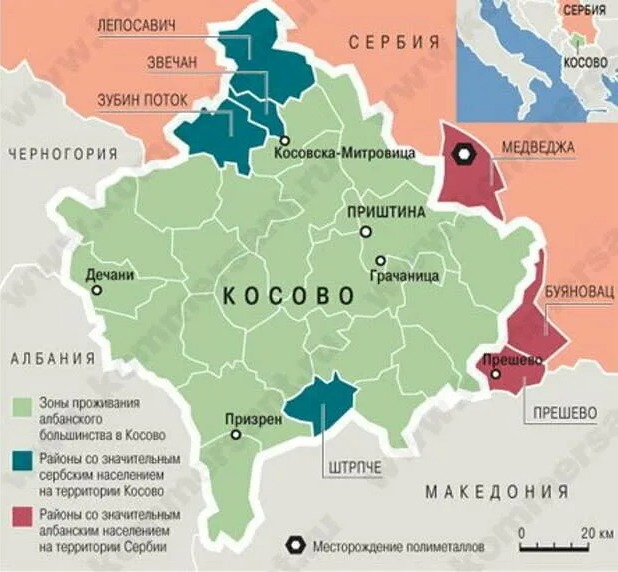 ЛЕПОСАВИЧ
СЕРБИЯ
СЕРБИЯ
КОСОВО
ЗВЕЧАН
ЗУБИН ПОТОК
ЧЕРНОГОРИЯ
Косовска-Митровица
МЕДВЕДЖА
ПРИШТИНА
Грачаница
Дечани
КОСОВО
БУЯНОВАЦ
АЛБАНИЯ
Прешево
ПРЕШЕВО
Призрен
ШТРПЧЕ
МАКЕДОНИЯ
Зоны проживания
албанского
большинства в Косово
Районы со значительным
сербским населением
на территории Косово
Районы со значительным
албанским населением
на территории Сербии
Месторождение полиметаллов
0 20 км